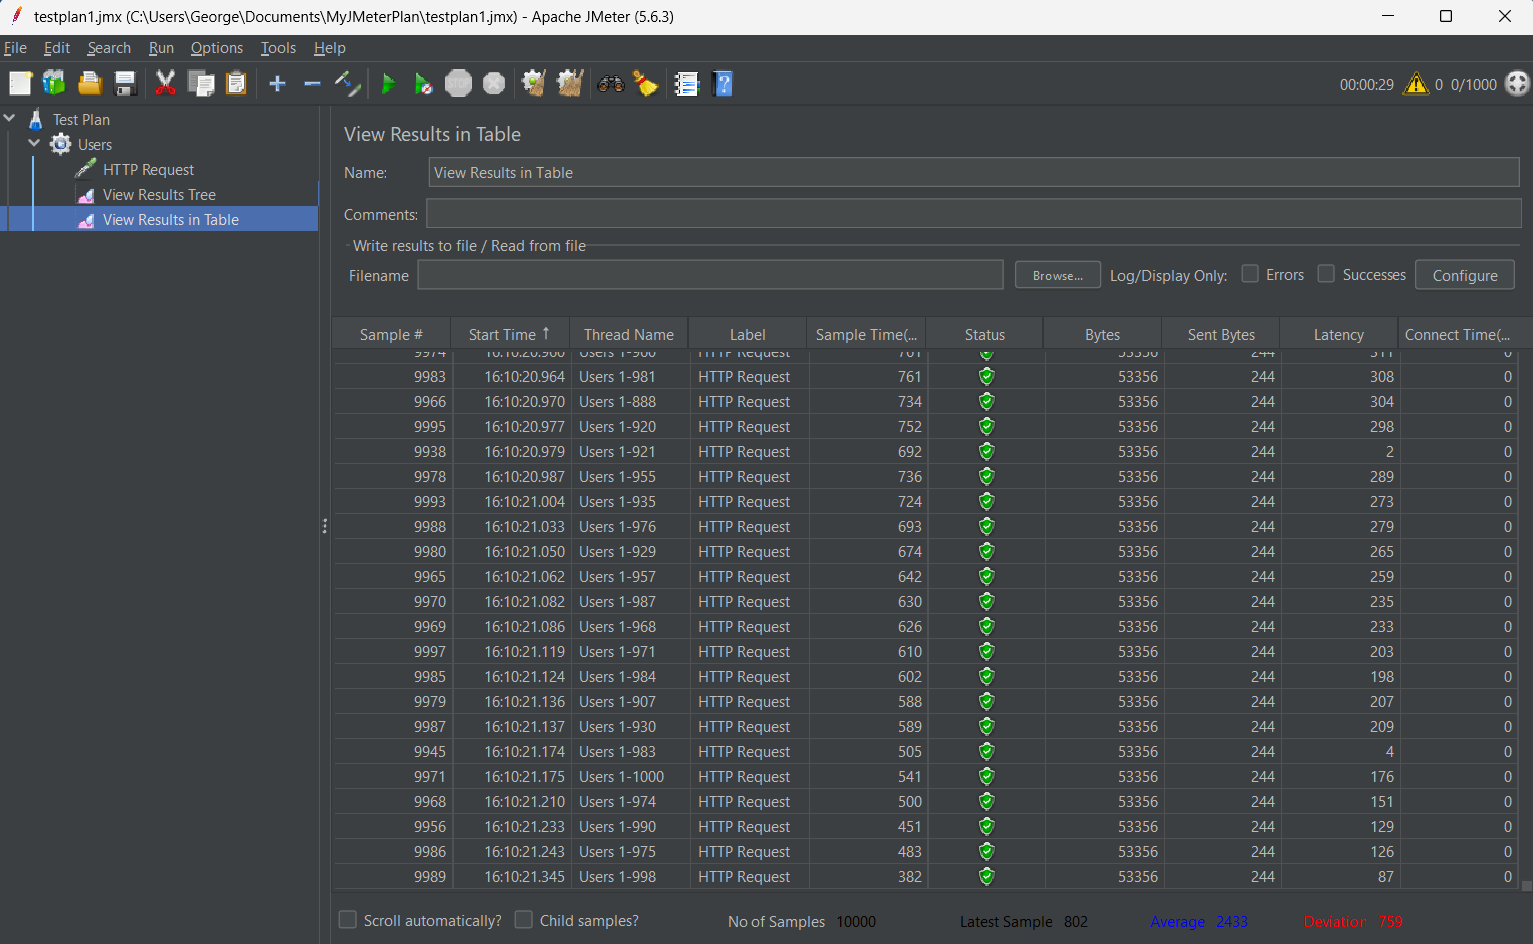 testplan1.jmx (C:\Users\George\Documents\MyJMeterPlan\testplan1.jmx) - Apache JMeter (5.6.3)
File Edit Search Run Options Tools Help
STOP 00:00:29 0 0/1000
Test Plan
Users
HTTP Request
View Results Tree
View Results in Table
View Results in Table
Name: View Results in Table
Comments:
Write results to file / Read from file
Filename Browse... Log/Display Only: Errors Successes Configure
Sample # Start Time ↑ Thread Name Label Sample Time(... Status Bytes Sent Bytes Latency Connect Time(...
9974 16:10:20.960 Users 1-960 HTTP Request 761 53356 244 311 0
9983 16:10:20.964 Users 1-981 HTTP Request 761 53356 244 308 0
9966 16:10:20.970 Users 1-888 HTTP Request 734 53356 244 304 0
9995 16:10:20.977 Users 1-920 HTTP Request 752 53356 244 298 0
9938 16:10:20.979 Users 1-921 HTTP Request 692 53356 244 2 0
9978 16:10:20.987 Users 1-955 HTTP Request 736 53356 244 289 0
9993 16:10:21.004 Users 1-935 HTTP Request 724 53356 244 273 0
9988 16:10:21.033 Users 1-976 HTTP Request 693 53356 244 279 0
9980 16:10:21.050 Users 1-929 HTTP Request 674 53356 244 265 0
9965 16:10:21.062 Users 1-957 HTTP Request 642 53356 244 259 0
9970 16:10:21.082 Users 1-987 HTTP Request 630 53356 244 235 0
9969 16:10:21.086 Users 1-968 HTTP Request 626 53356 244 233 0
9997 16:10:21.119 Users 1-971 HTTP Request 610 53356 244 203 0
9985 16:10:21.124 Users 1-984 HTTP Request 602 53356 244 198 0
9979 16:10:21.136 Users 1-907 HTTP Request 588 53356 244 207 0
9987 16:10:21.137 Users 1-930 HTTP Request 589 53356 244 209 0
9945 16:10:21.174 Users 1-983 HTTP Request 505 53356 244 4 0
9971 16:10:21.175 Users 1-1000 HTTP Request 541 53356 244 176 0
9968 16:10:21.210 Users 1-974 HTTP Request 500 53356 244 151 0
9956 16:10:21.233 Users 1-990 HTTP Request 451 53356 244 129 0
9986 16:10:21.243 Users 1-975 HTTP Request 483 53356 244 126 0
9989 16:10:21.345 Users 1-998 HTTP Request 382 53356 244 87 0
Scroll automatically? Child samples? No of Samples 10000 Latest Sample 802 Average 2433 Deviation 759